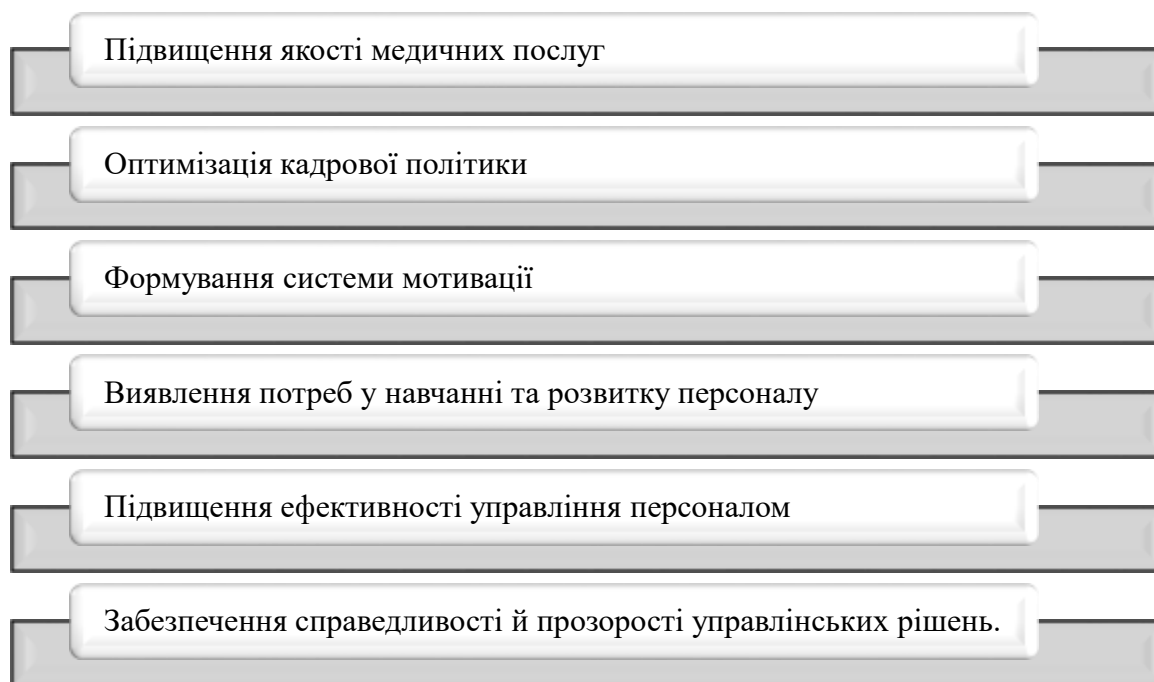 Підвищення якості медичних послуг
Оптимізація кадрової політики
Формування системи мотивації
Виявлення потреб у навчанні та розвитку персоналу
Підвищення ефективності управління персоналом
Забезпечення справедливості й прозорості управлінських рішень.